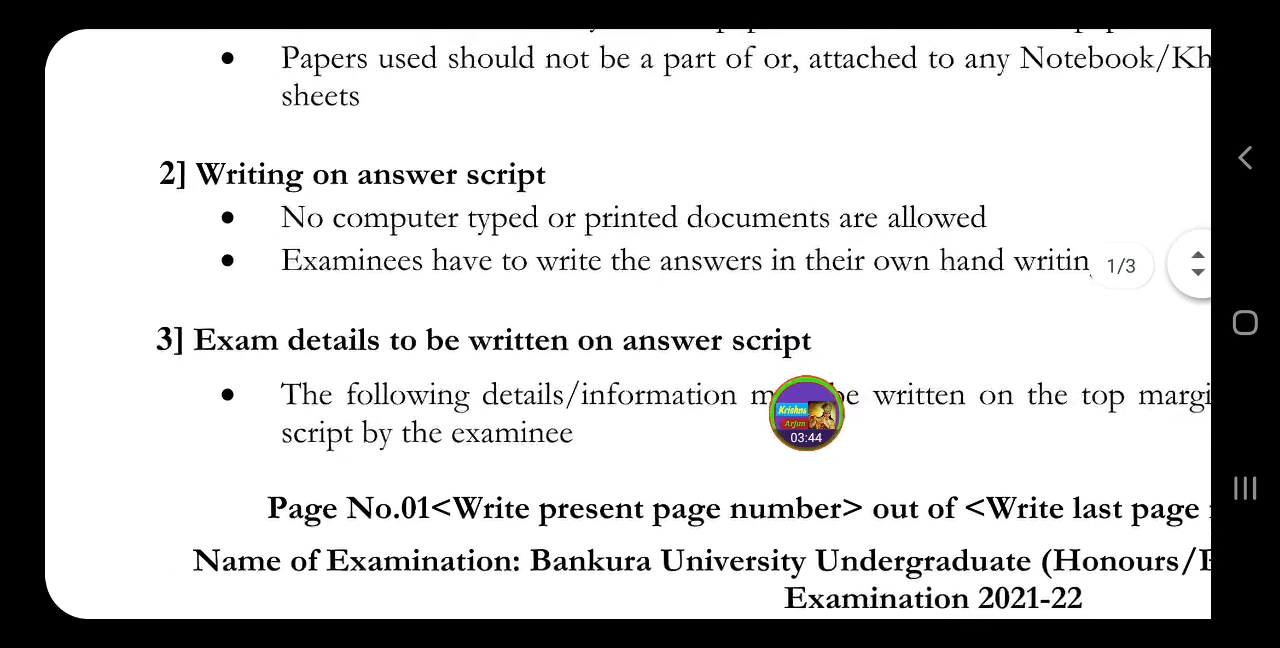 Papers used should not be a part of or, attached to any Notebook/Kh
sheets
2] Writing on answer script
No computer typed or printed documents are allowed
Examinees have to write the answers in their own hand writin
1/3
3] Exam details to be written on answer script
The following details/information be written on the top margi
script by the examinee
Krishna
Arjun
03:44
Page No.01<Write present page number> out of <Write last page
Name of Examination: Bankura University Undergraduate (Honours/
Examination 2021-22